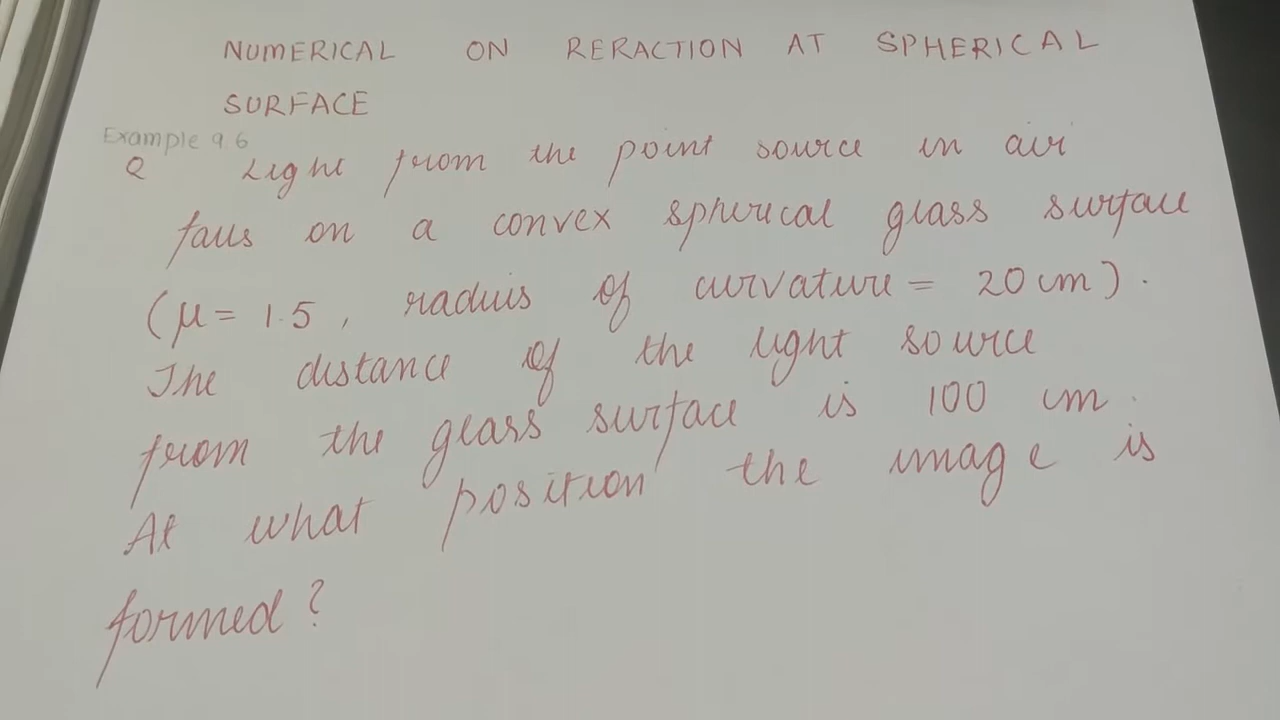 NUMERICAL ON RERACTION AT SPHERICAL
SURFACE
Example 9.6
Q Light from the point source in air
falls on a convex spherical glass surface
(μ = 1.5, radius of curvature = 20 cm).
The distance of the light source
from the glass surface is 100 cm.
At what position the image is
formed?